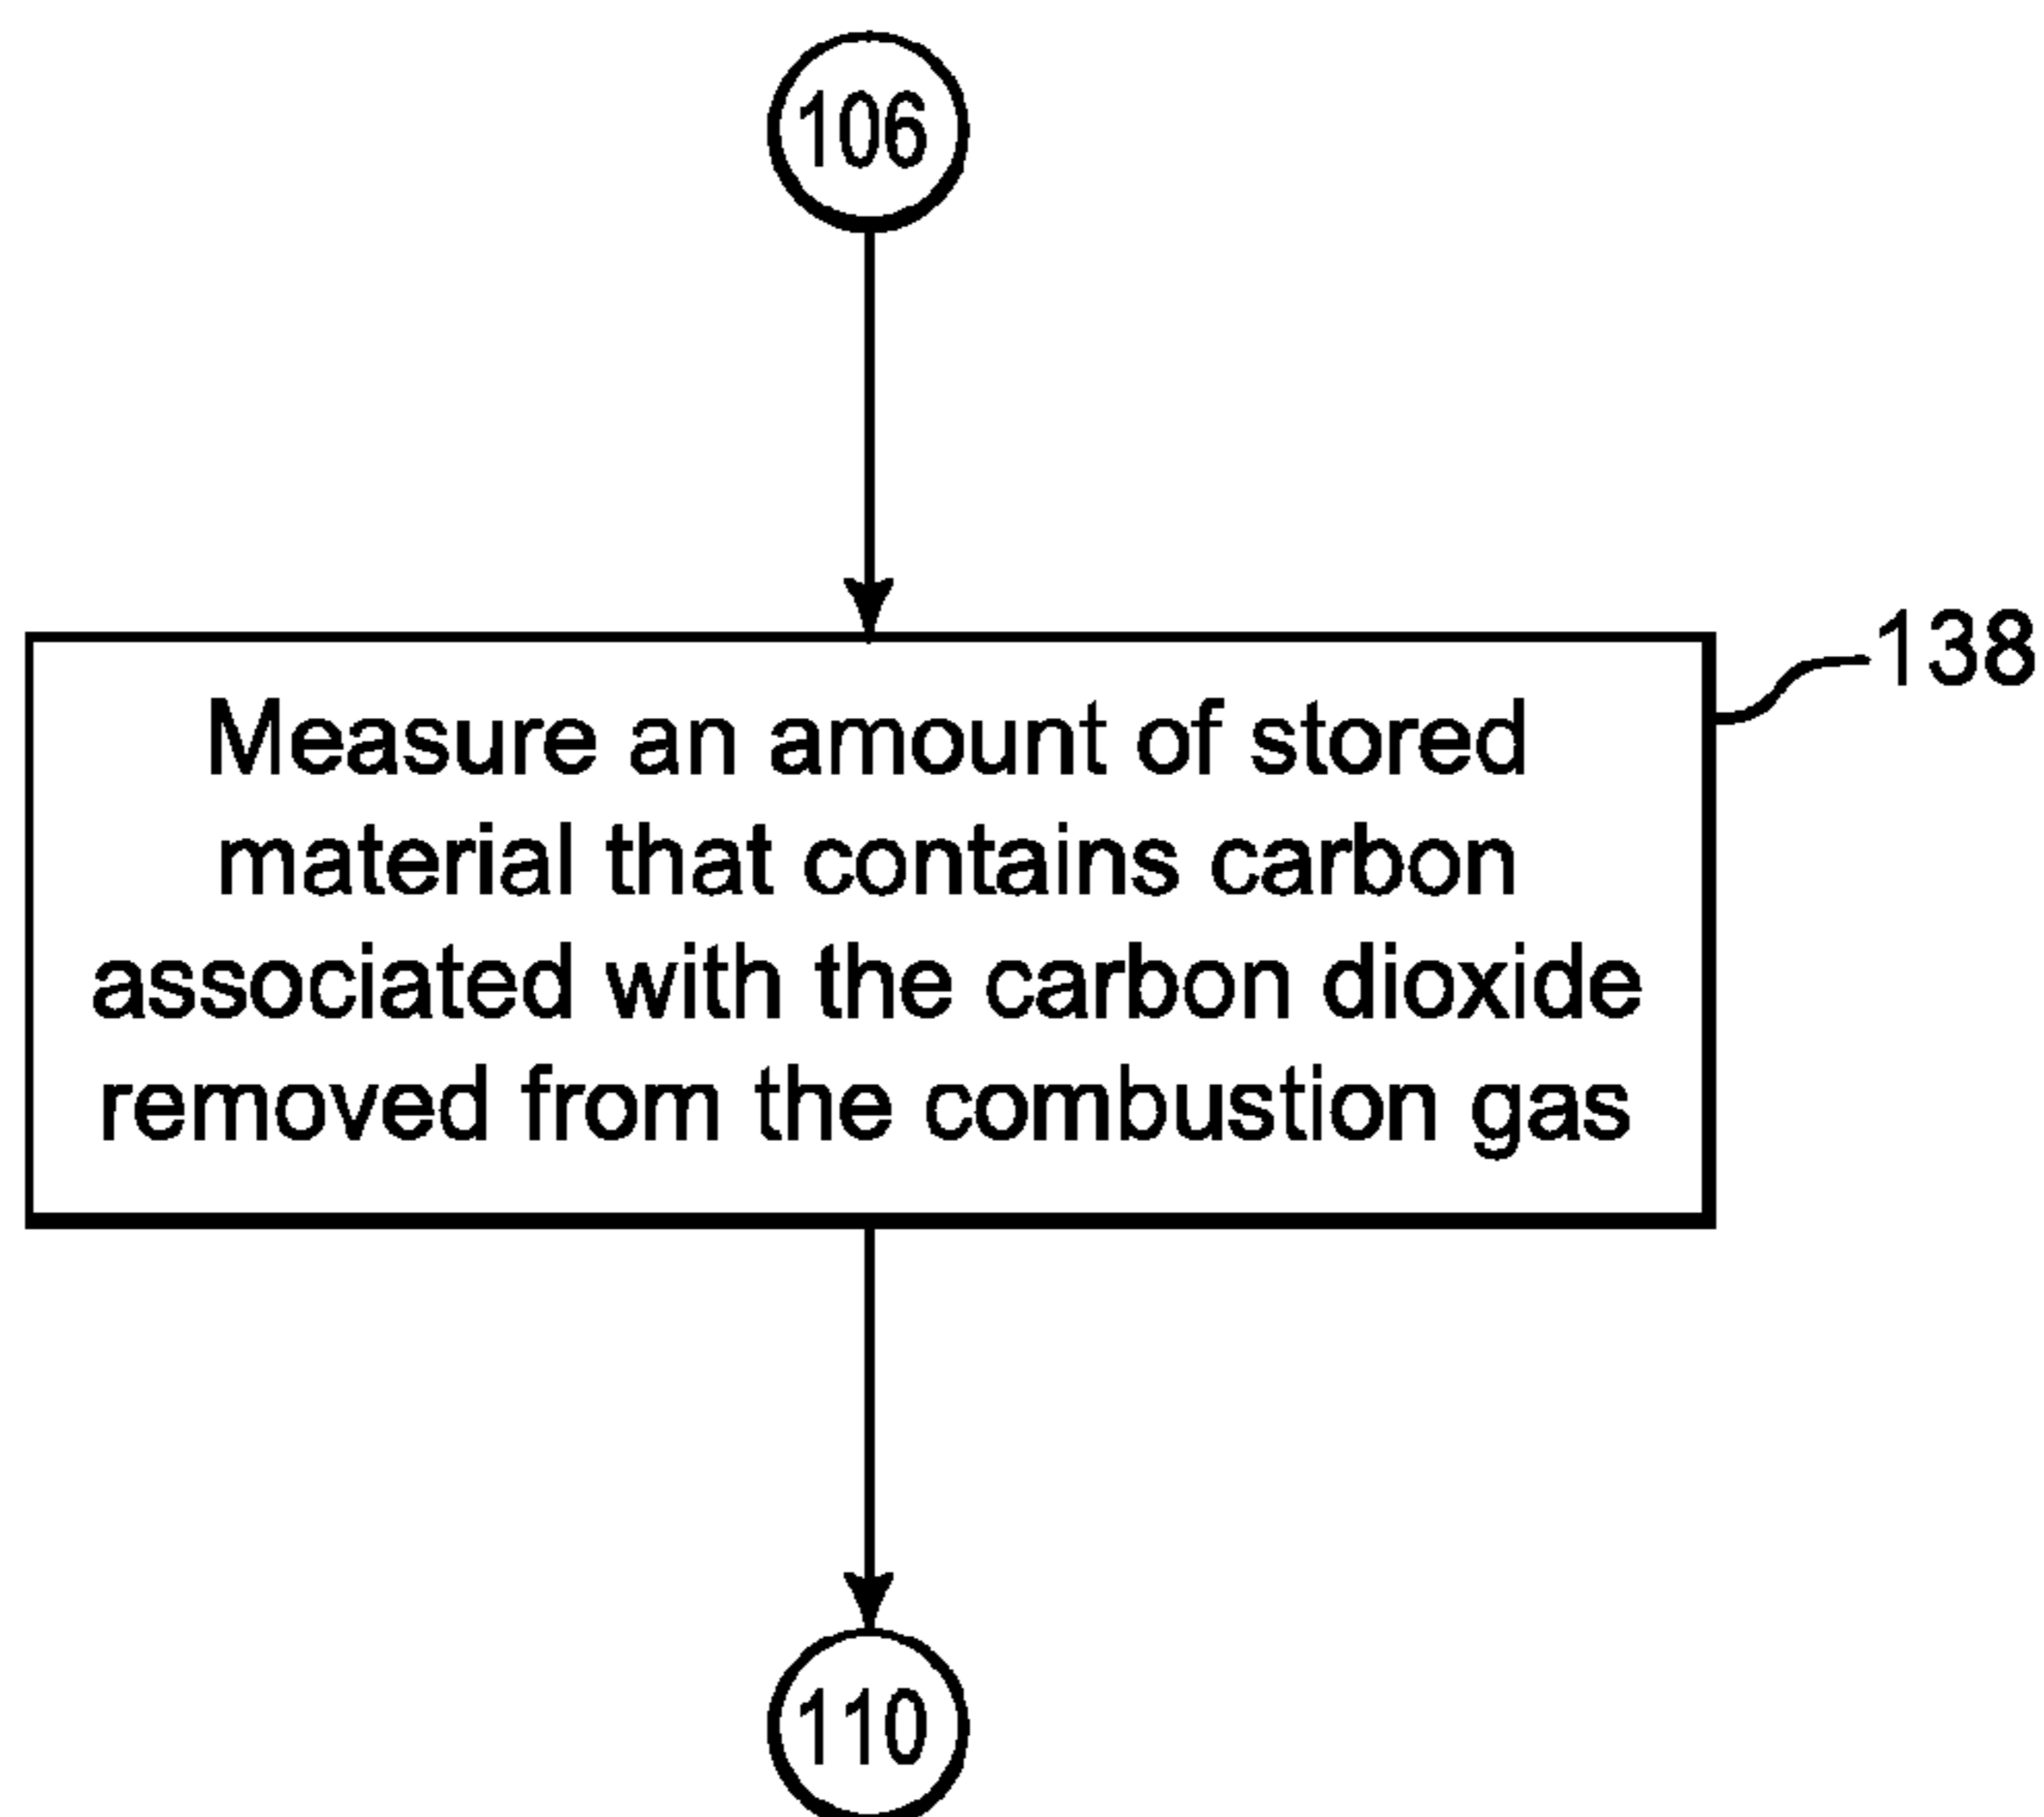 106
138
Measure an amount of stored
material that contains carbon
associated with the carbon dioxide
removed from the combustion gas
110